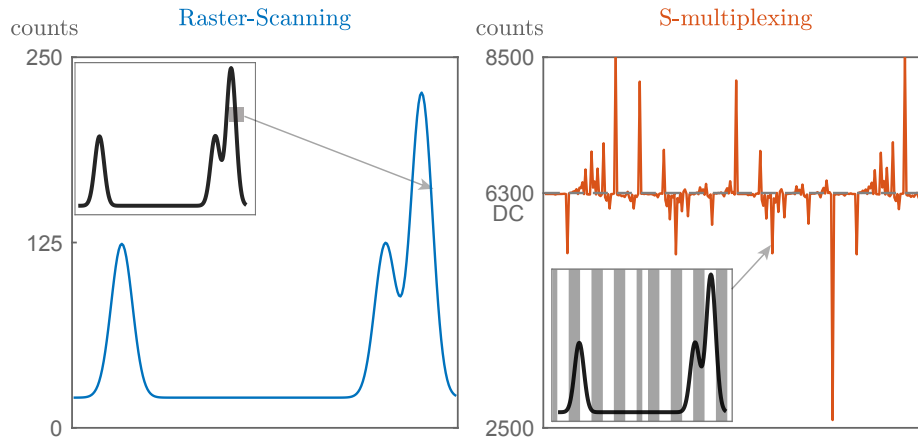 Raster-Scanning
counts
250
125
0
S-multiplexing
counts
8500
6300
DC
2500